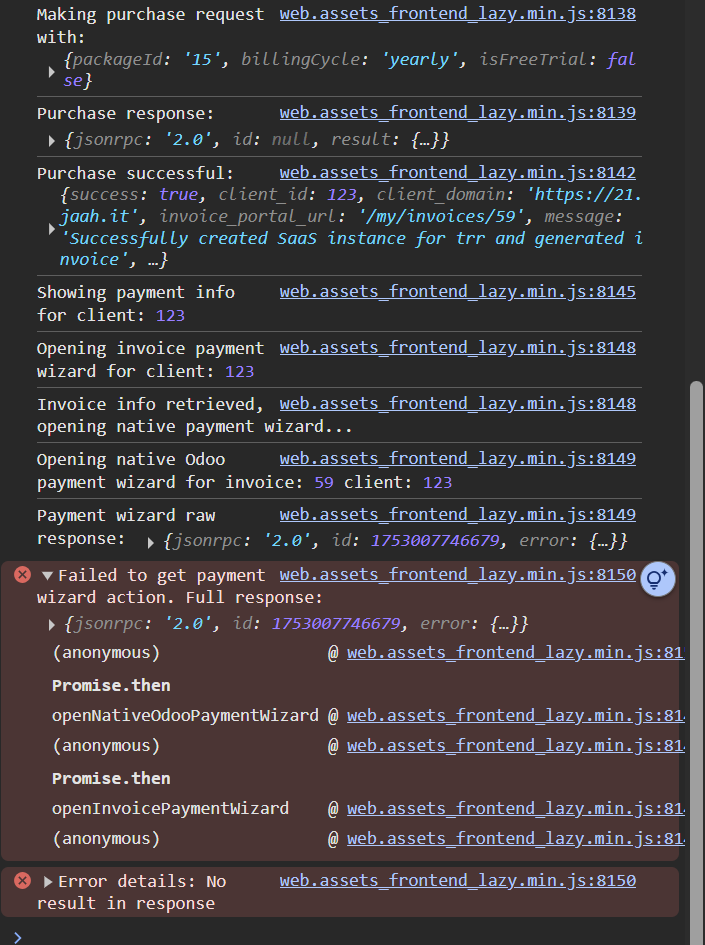 Making purchase request web.assets_frontend_lazy.min.js:8138
with:
▶ {packageId: '15', billingCycle: 'yearly', isFreeTrial: fal
se}
Purchase response: web.assets_frontend_lazy.min.js:8139
▶ {jsonrpc: '2.0', id: null, result: {…}}
Purchase successful: web.assets_frontend_lazy.min.js:8142
{success: true, client_id: 123, client_domain: 'https://21.
jaah.it', invoice_portal_url: '/my/invoices/59', message:
▶ 'Successfully created SaaS instance for trr and generated i
nvoice', …}
Showing payment info web.assets_frontend_lazy.min.js:8145
for client: 123
Opening invoice payment web.assets_frontend_lazy.min.js:8148
wizard for client: 123
Invoice info retrieved, web.assets_frontend_lazy.min.js:8148
opening native payment wizard...
Opening native Odoo web.assets_frontend_lazy.min.js:8149
payment wizard for invoice: 59 client: 123
Payment wizard raw web.assets_frontend_lazy.min.js:8149
response: ▶ {jsonrpc: '2.0', id: 1753007746679, error: {…}}
▼Failed to get payment web.assets_frontend_lazy.min.js:8150
wizard action. Full response:
▶ {jsonrpc: '2.0', id: 1753007746679, error: {…}}
(anonymous) @ web.assets_frontend_lazy.min.js:81
Promise.then
openNativeOdooPaymentWizard @ web.assets_frontend_lazy.min.js:81
(anonymous) @ web.assets_frontend_lazy.min.js:81
Promise.then
openInvoicePaymentWizard @ web.assets_frontend_lazy.min.js:81
(anonymous) @ web.assets_frontend_lazy.min.js:81
▶ Error details: No web.assets_frontend_lazy.min.js:8150
result in response